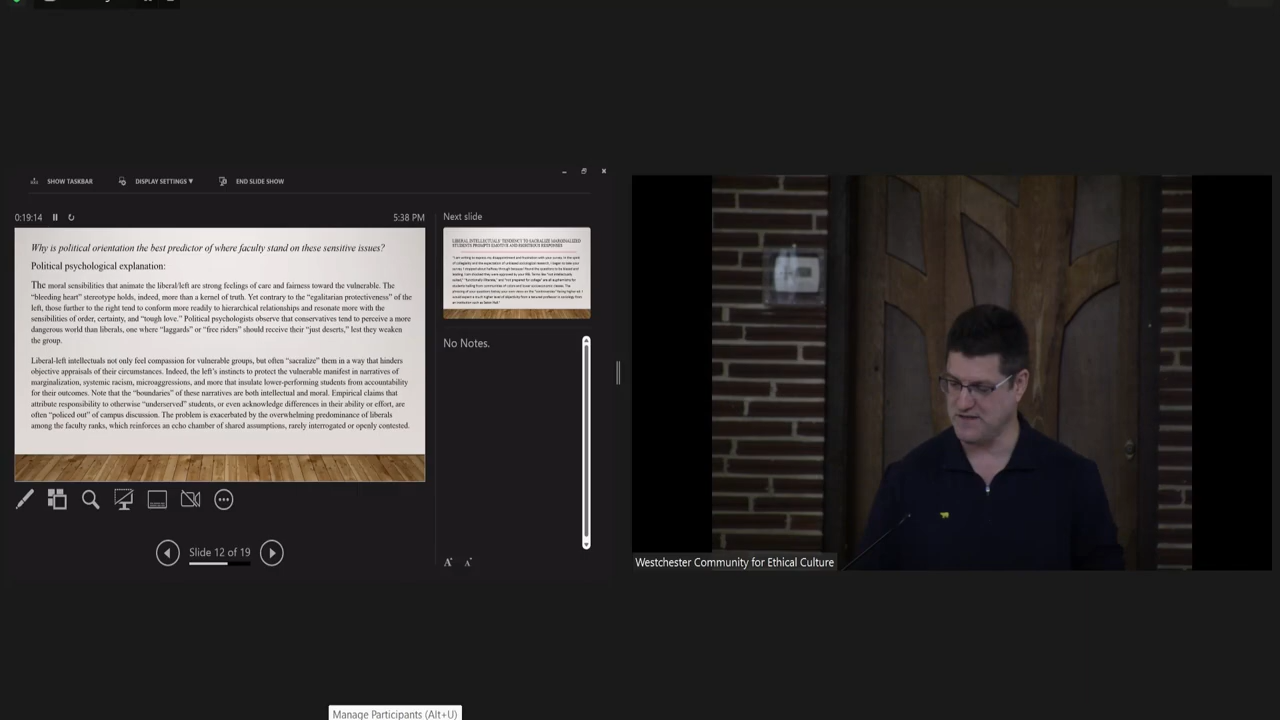 SHOW TASKBAR
DISPLAY SETTINGS ▾
END SLIDE SHOW
0:19:14
5:38 PM
Next slide
Why is political orientation the best predictor of where faculty stand on these sensitive issues?
Political psychological explanation:
The moral sensibilities that animate the liberal/left are strong feelings of care and fairness toward the vulnerable. The
"bleeding heart" stereotype holds, indeed, more than a kernel of truth. Yet contrary to the "egalitarian protectiveness" of the
left, those further to the right tend to conform more readily to hierarchical relationships and resonate more with the
sensibilities of order, certainty, and "tough love." Political psychologists observe that conservatives tend to perceive a more
dangerous world than liberals, one where "laggards" or "free riders" should receive their "just deserts," lest they weaken
the group.
Liberal-left intellectuals not only feel compassion for vulnerable groups, but often "sacralize" them in a way that hinders
objective appraisals of their circumstances. Indeed, the left's instincts to protect the vulnerable manifest in narratives of
marginalization, systemic racism, microaggressions, and more that insulate lower-performing students from accountability
for their outcomes. Note that the "boundaries" of these narratives are both intellectual and moral. Empirical claims that
attribute responsibility to otherwise "underserved" students, or even acknowledge differences in their ability or effort, are
often "policed out" of campus discussion. The problem is exacerbated by the overwhelming predominance of liberals
among the faculty ranks, which reinforces an echo chamber of shared assumptions, rarely interrogated or openly contested.
LIBERAL INTELLECTUALS' TENDENCY TO SACRALIZE MARGINALIZED
STUDENTS PROMPTS EMOTIVE AND
RESPONSES
No Notes.
Slide 12 of 19
Westchester Community for Ethical Culture
Manage Participants (Alt+U)